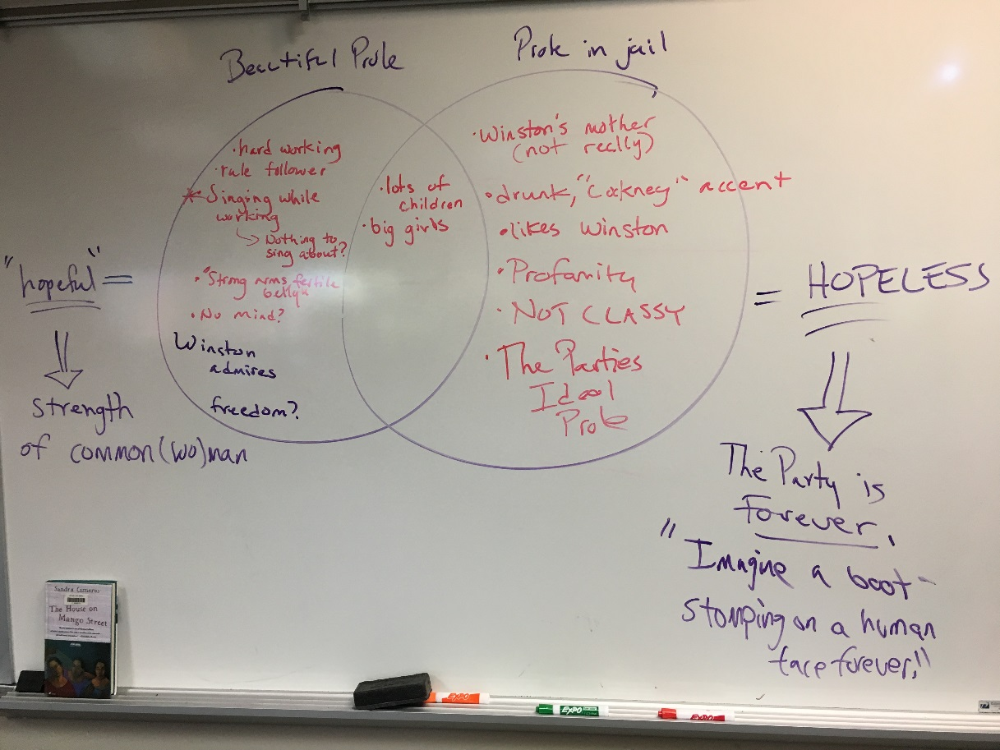 Beautiful Prole
Prole in jail
• hard working
• rule follower
* Singing while
working
↳ Nothing to
sing about?
• Strong arms fertile
belly
• No mind?
Winston
admires
freedom?
• lots of
children
• big girls
• Winston's mother
(not really)
• drunk, "Cockney" accent
• likes Winston
• Profamity
• NOT CLASSY
• The Parties
Ideal
Prole
"hopeful" =
strength
of common(wo)man
= HOPELESS
The Party is
Forever.
"Imagine a boot
stomping on a human
face forever."
Sandra Cisneros
The House on
Mango Street
EXPO
EXPO
EXPO